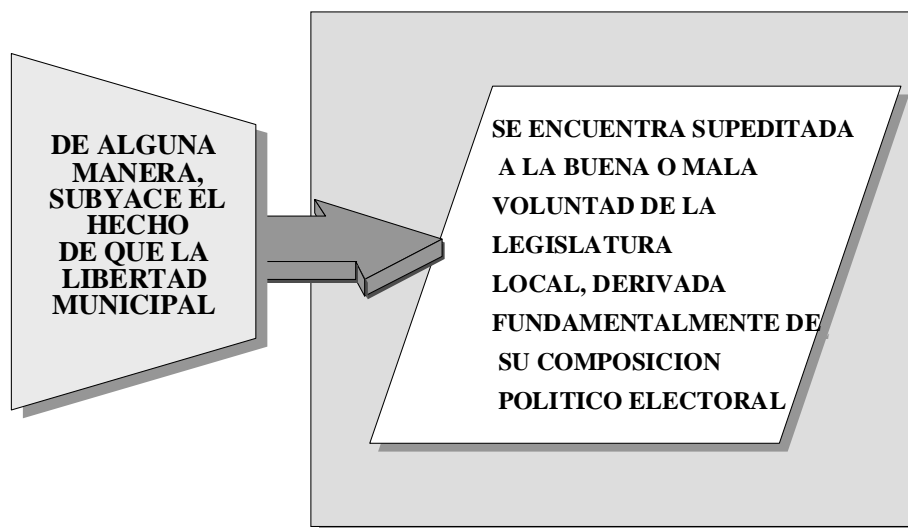 DE ALGUNA
MANERA,
SUBYACE EL
HECHO
DE QUE LA
LIBERTAD
MUNICIPAL
SE ENCUENTRA SUPEDITADA
A LA BUENA O MALA
VOLUNTAD DE LA
LEGISLATURA
LOCAL, DERIVADA
FUNDAMENTALMENTE DE
SU COMPOSICION
POLITICO ELECTORAL